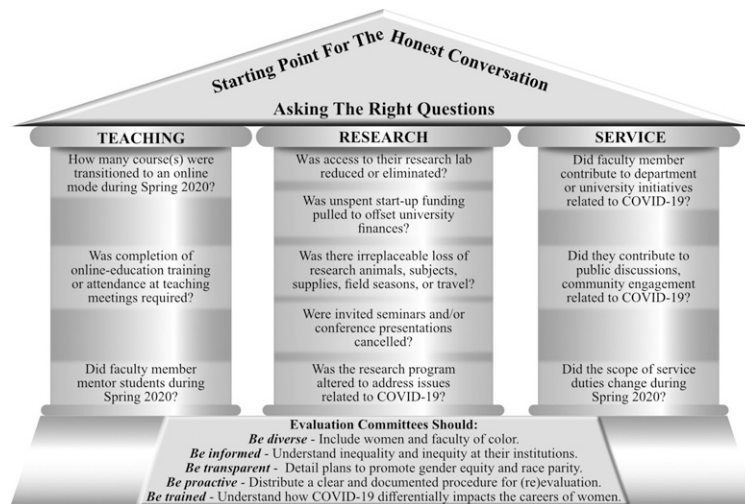 Starting Point For The Honest Conversation
Asking The Right Questions
TEACHING
How many course(s) were
transitioned to an online
mode during Spring 2020?
Was completion of
online-education training
or attendance at teaching
meetings required?
Did faculty member
mentor students during
Spring 2020?
RESEARCH
Was access to their research lab
reduced or eliminated?
Was unspent start-up funding
pulled to offset university
finances?
Was there irreplaceable loss of
research animals, subjects,
supplies, field seasons, or travel?
Were invited seminars and/or
conference presentations
cancelled?
Was the research program
altered to address issues
related to COVID-19?
SERVICE
Did faculty member
contribute to department
or university initiatives
related to COVID-19?
Did they contribute to
public discussions,
community engagement
related to COVID-19?
Did the scope of service
duties change during
Spring 2020?
Evaluation Committees Should:
Be diverse - Include women and faculty of color.
Be informed - Understand inequality and inequity at their institutions.
Be transparent - Detail plans to promote gender equity and race parity.
Be proactive - Distribute a clear and documented procedure for (re)evaluation.
Be trained - Understand how COVID-19 differentially impacts the careers of women.